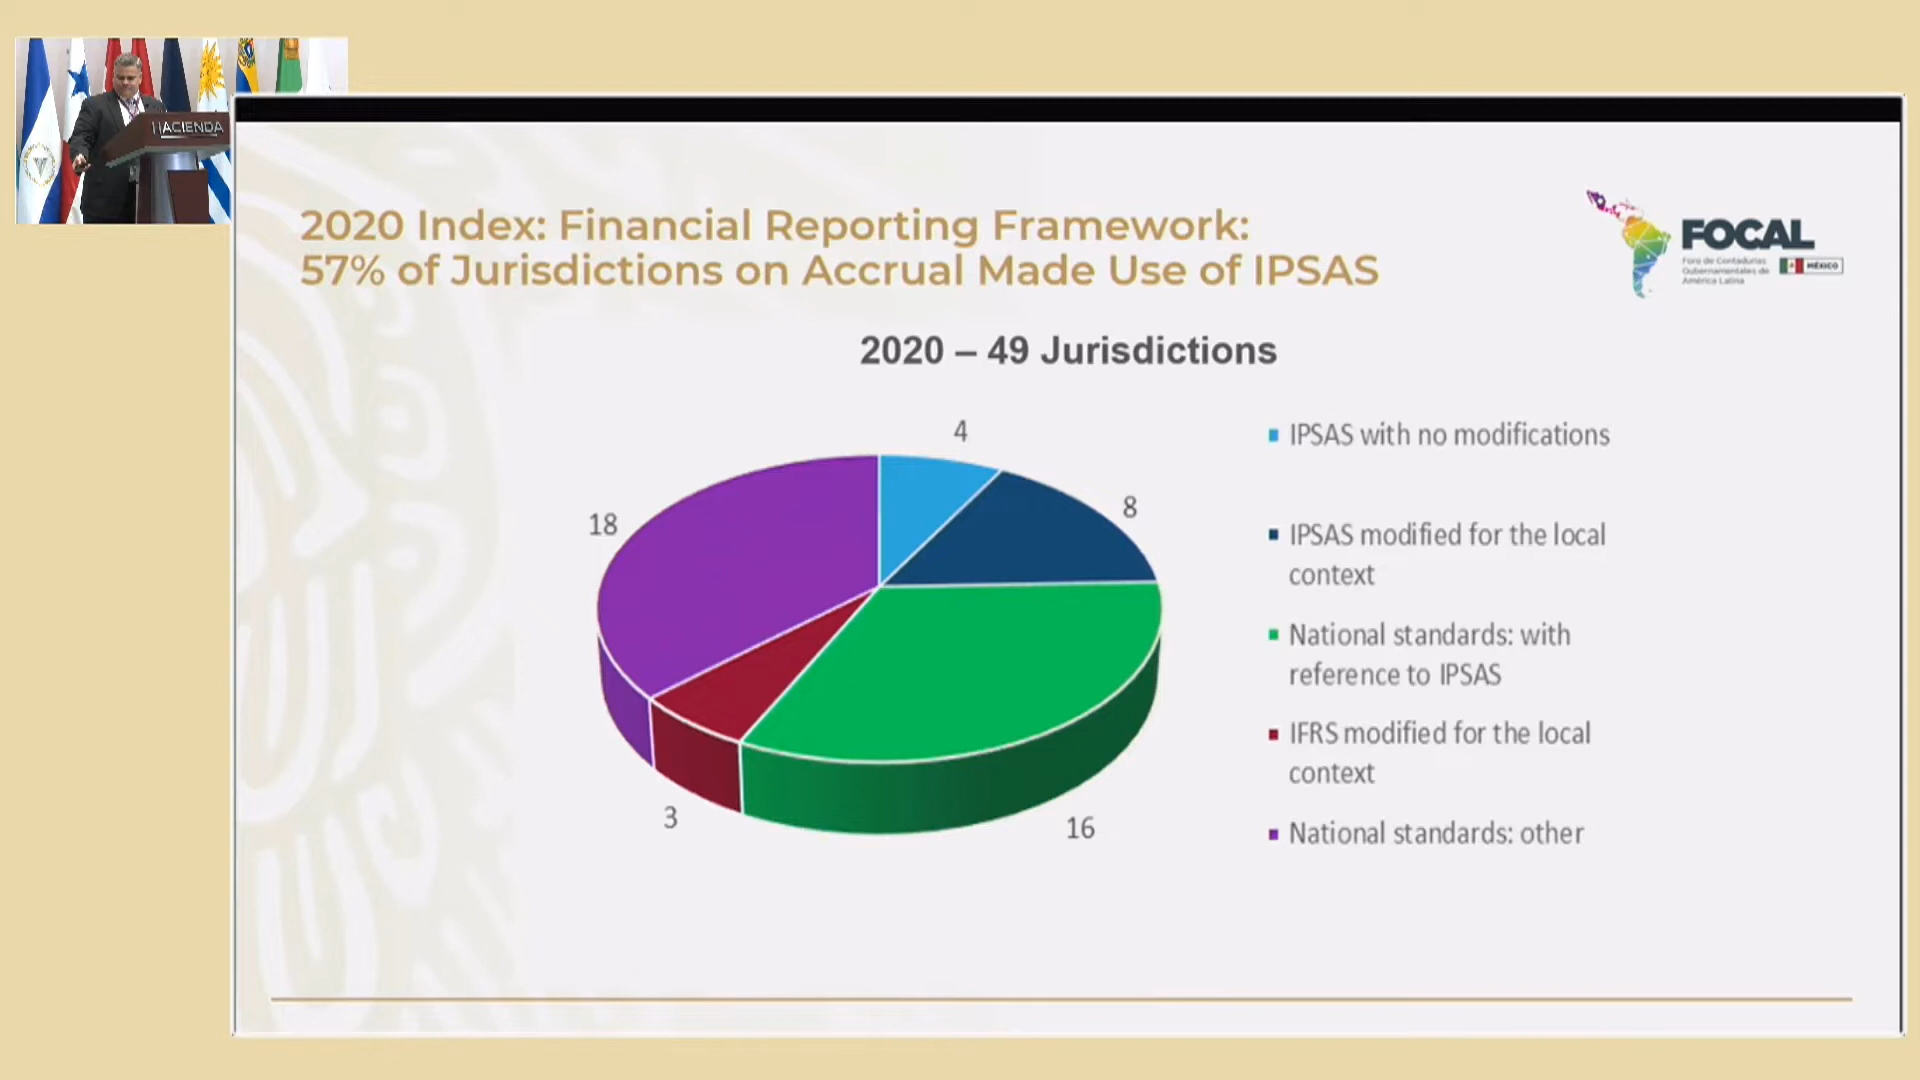 HACIENDA
2020 Index: Financial Reporting Framework:
57% of Jurisdictions on Accrual Made Use of IPSAS
FOCAL
Foro de Contadurías
Gubernamentales de
América Latina
MÉXICO
2020 – 49 Jurisdictions
4
8
18
3
16
IPSAS with no modifications
IPSAS modified for the local
context
National standards: with
reference to IPSAS
IFRS modified for the local
context
National standards: other